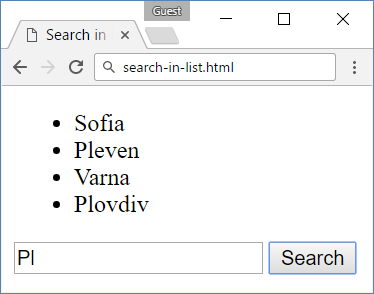 Guest
Search in
search-in-list.html
Sofia
Pleven
Varna
Plovdiv
Pl Search